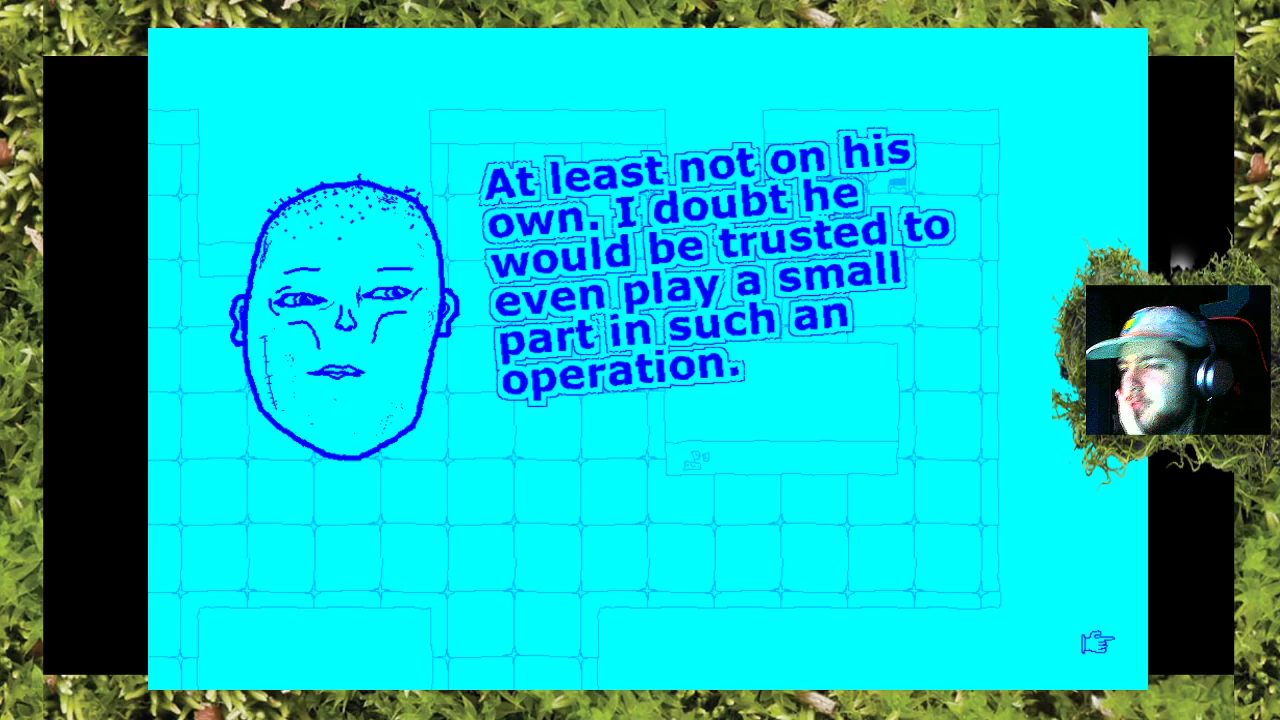 At least not on his
own. I doubt he
would be trusted to
even play a small
part in such an
operation.